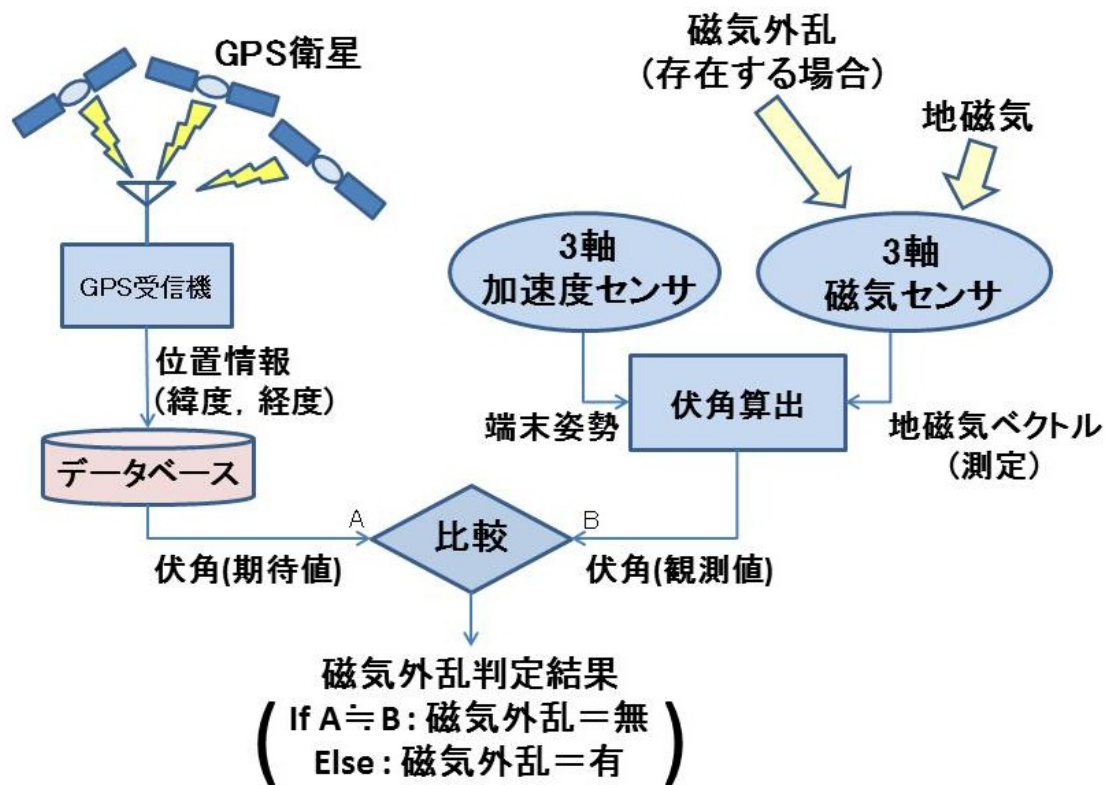 GPS衛星
磁気外乱
(存在する場合)
地磁気
GPS受信機
3軸
加速度センサ
3軸
磁気センサ
位置情報
(緯度, 経度)
伏角算出
端末姿勢
地磁気ベクトル
(測定)
データベース
A
比較
B
伏角(期待値)
伏角(観測値)
磁気外乱判定結果
If A≒B : 磁気外乱＝無
Else : 磁気外乱＝有